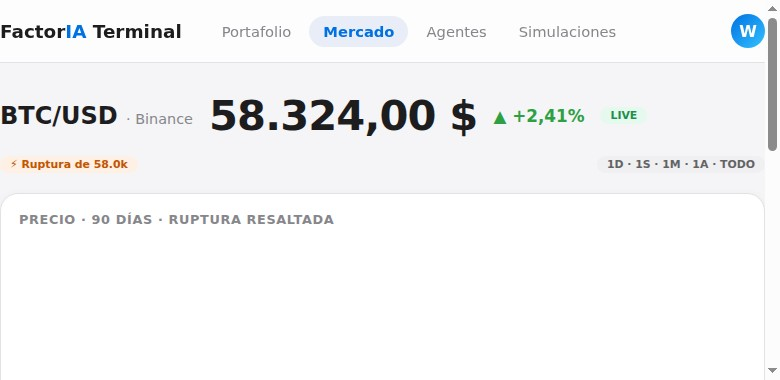 FactorIA Terminal Portafolio Mercado Agentes Simulaciones W
BTC/USD · Binance 58.324,00 $ ▲ +2,41% LIVE
⚡ Ruptura de 58.0k 1D · 1S · 1M · 1A · TODO
PRECIO · 90 DÍAS · RUPTURA RESALTADA